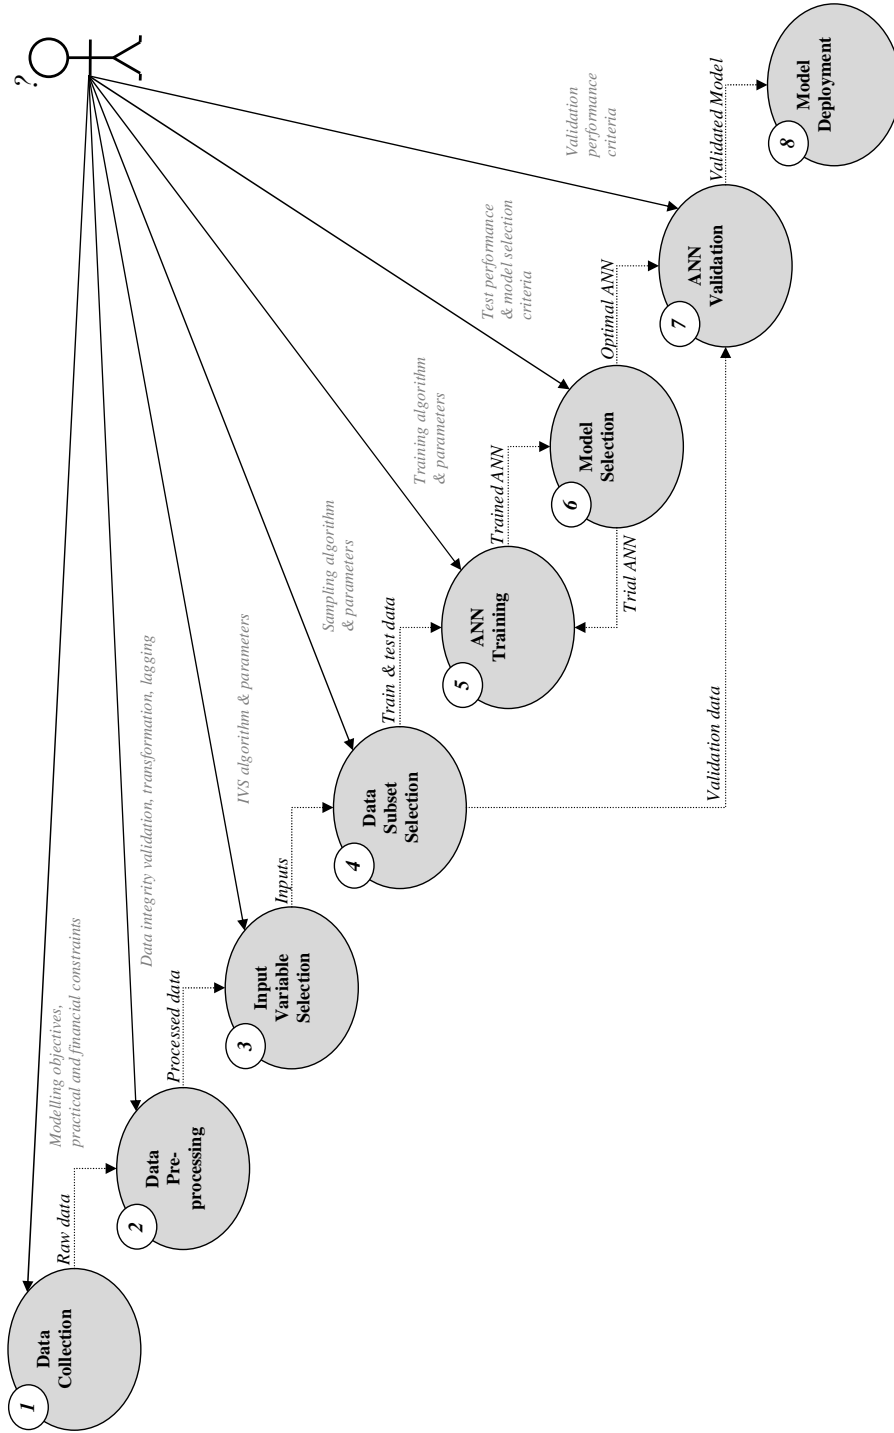 ?
1
Data
Collection
Raw data
Modelling objectives,
practical and financial constraints
2
Data
Pre-
processing
Processed data
Data integrity validation, transformation, lagging
3
Input
Variable
Selection
Inputs
IVS algorithm & parameters
4
Data
Subset
Selection
Train & test data
Sampling algorithm
& parameters
5
ANN
Training
Trained ANN
Training algorithm
& parameters
6
Model
Selection
Trial ANN
Optimal ANN
Test performance
& model selection
criteria
7
ANN
Validation
Validation data
Validated Model
Validation
performance
criteria
8
Model
Deployment